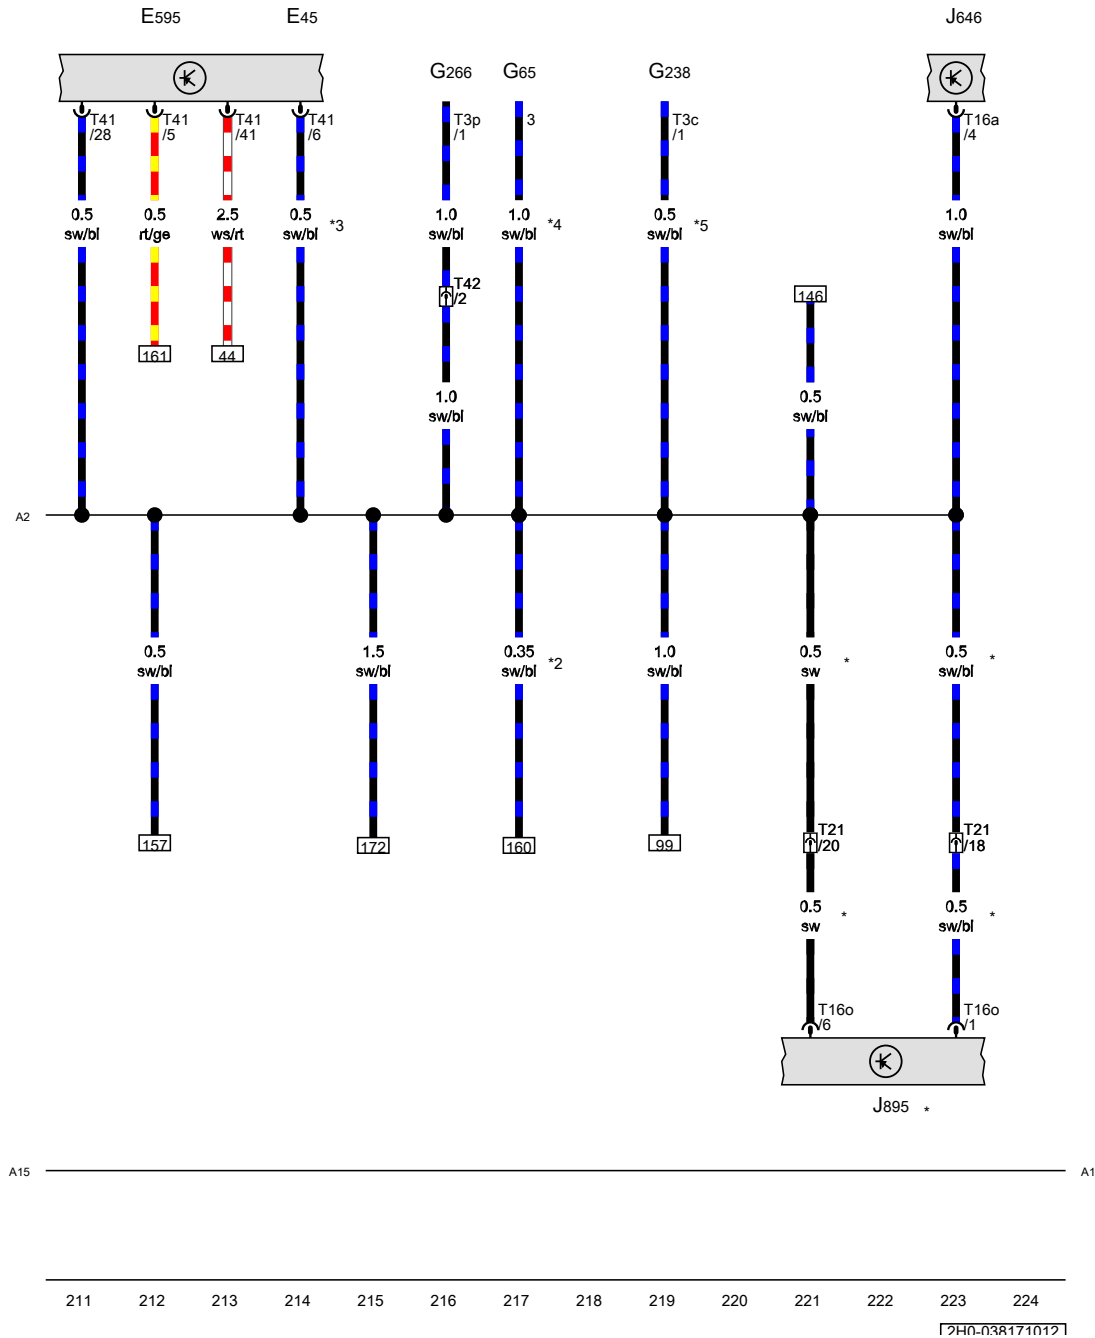 E595 E45 J646
G266 G65 G238
T41 /28 T41 /5 T41 /41 T41 /6 T3p /1 3 T3c /1 T16a /4
0.5 sw/bl 0.5 rt/ge 2.5 ws/rt 0.5 sw/bl *3 1.0 sw/bl 1.0 sw/bl *4 0.5 sw/bl *5 1.0 sw/bl
T42 /2 146
161 44
1.0 sw/bl 0.5 sw/bl
A2
0.5 sw/bl 1.5 sw/bl 0.35 sw/bl *2 1.0 sw/bl 0.5 sw * 0.5 sw/bl *
157 172 160 99 T21 /20 T21 /18
0.5 sw * 0.5 sw/bl *
T16o /6 T16o /1
J895 *
A15 A1
211 212 213 214 215 216 217 218 219 220 221 222 223 224
2H0-038171012